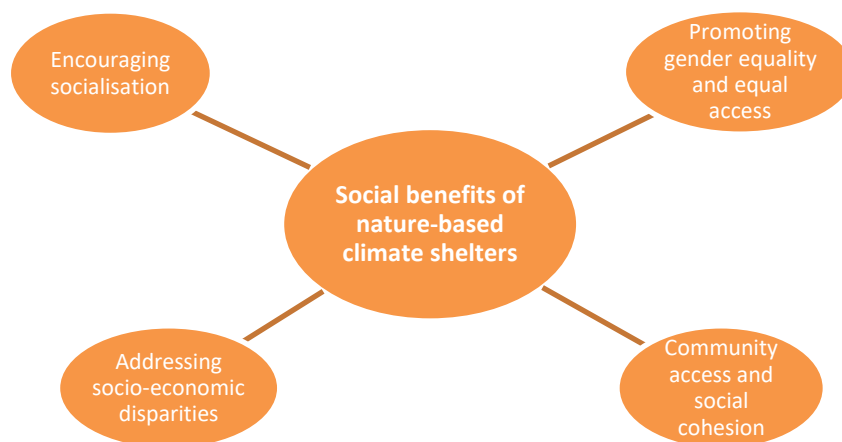 Encouraging
socialisation
Promoting
gender equality
and equal
access
Social benefits of
nature-based
climate shelters
Addressing
socio-economic
disparities
Community
access and
social
cohesion